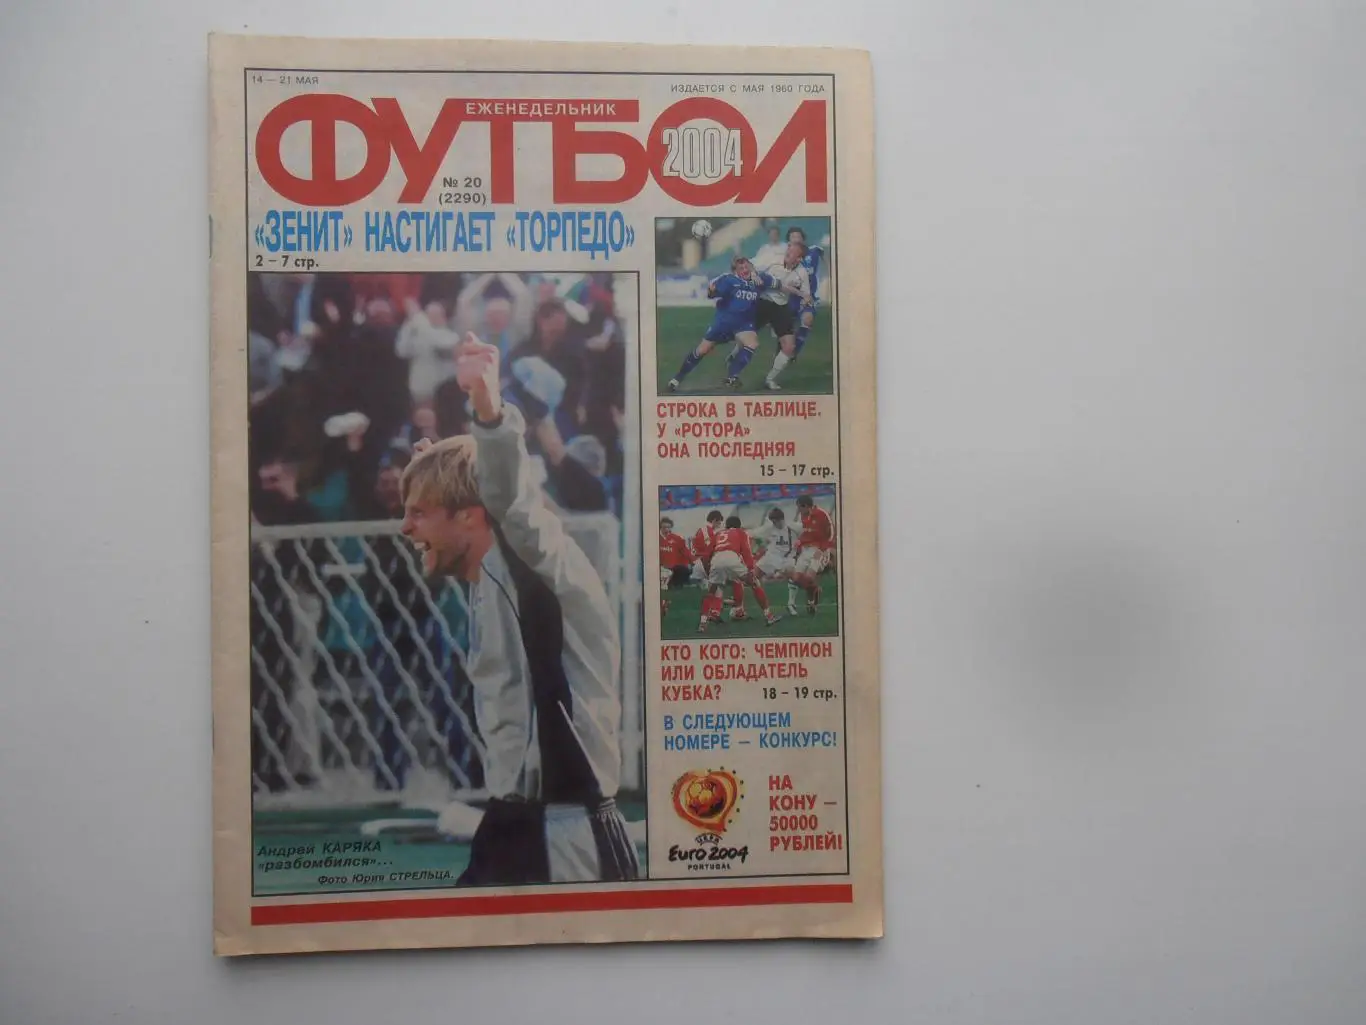 14 — 21 МАЯ
ИЗДАЕТСЯ С МАЯ 1960 ГОДА
ЕЖЕНЕДЕЛЬНИК
ФУТБОЛ
2004
№ 20
(2290)
«ЗЕНИТ» НАСТИГАЕТ «ТОРПЕДО»
2 – 7 стр.
СТРОКА В ТАБЛИЦЕ.
У «РОТОРА»
ОНА ПОСЛЕДНЯЯ
15 – 17 стр.
КТО КОГО: ЧЕМПИОН
ИЛИ ОБЛАДАТЕЛЬ
КУБКА?
18 – 19 стр.
В СЛЕДУЮЩЕМ
НОМЕРЕ – КОНКУРС!
НА
КОНУ –
50000
РУБЛЕЙ!
UEFA
EURO 2004
PORTUGAL
Андрей КАРЯКА
«разбомбился»...
Фото Юрия СТРЕЛЬЦА.